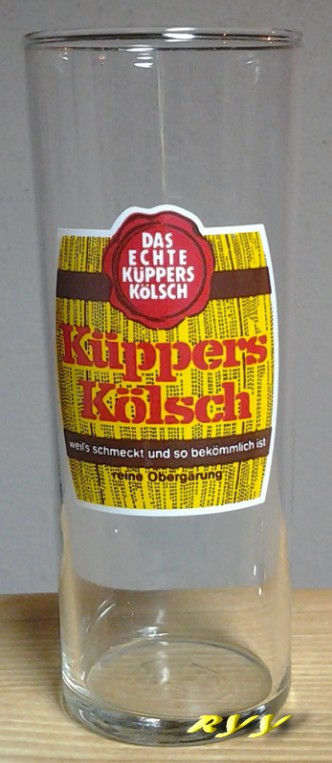 DAS
ECHTE
KÜPPERS
KÖLSCH
Küppers
Kölsch
weil's schmeckt und so bekömmlich ist
reine Obergärung
RYY